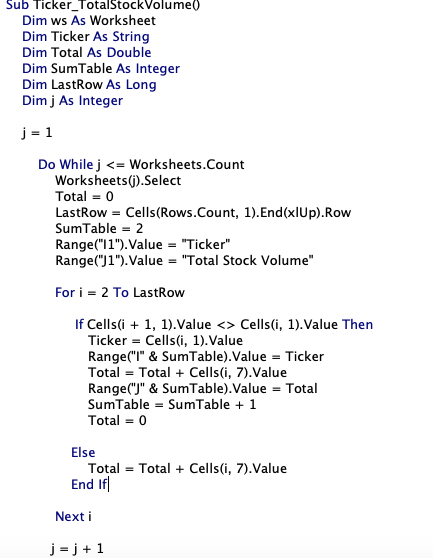 Sub Ticker_TotalStockVolume()
Dim ws As Worksheet
Dim Ticker As String
Dim Total As Double
Dim SumTable As Integer
Dim LastRow As Long
Dim j As Integer
j = 1
Do While j <= Worksheets.Count
Worksheets(j).Select
Total = 0
LastRow = Cells(Rows.Count, 1).End(xlUp).Row
SumTable = 2
Range("I1").Value = "Ticker"
Range("J1").Value = "Total Stock Volume"
For i = 2 To LastRow
If Cells(i + 1, 1).Value <> Cells(i, 1).Value Then
Ticker = Cells(i, 1).Value
Range("I" & SumTable).Value = Ticker
Total = Total + Cells(i, 7).Value
Range("J" & SumTable).Value = Total
SumTable = SumTable + 1
Total = 0
Else
Total = Total + Cells(i, 7).Value
End If
Next i
j = j + 1